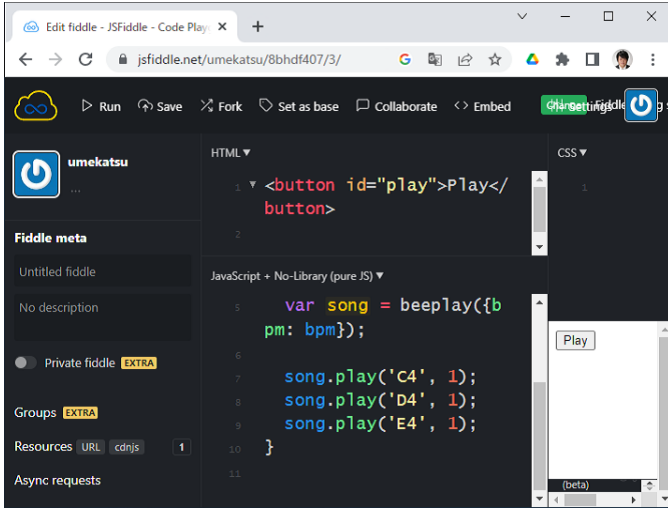 Edit fiddle - JSFiddle - Code Play
jsfiddle.net/umekatsu/8bhdf407/3/
Run Save Fork Set as base Collaborate Embed Settings
umekatsu
...
Fiddle meta
Untitled fiddle
No description
Private fiddle EXTRA
Groups EXTRA
Resources URL cdnjs 1
Async requests
HTML
1 <button id="play">Play</
button>
2
JavaScript + No-Library (pure JS)
5 var song = beeplay({b
pm: bpm});
6
7 song.play('C4', 1);
8 song.play('D4', 1);
9 song.play('E4', 1);
10 }
11
CSS
1
Play
(beta)